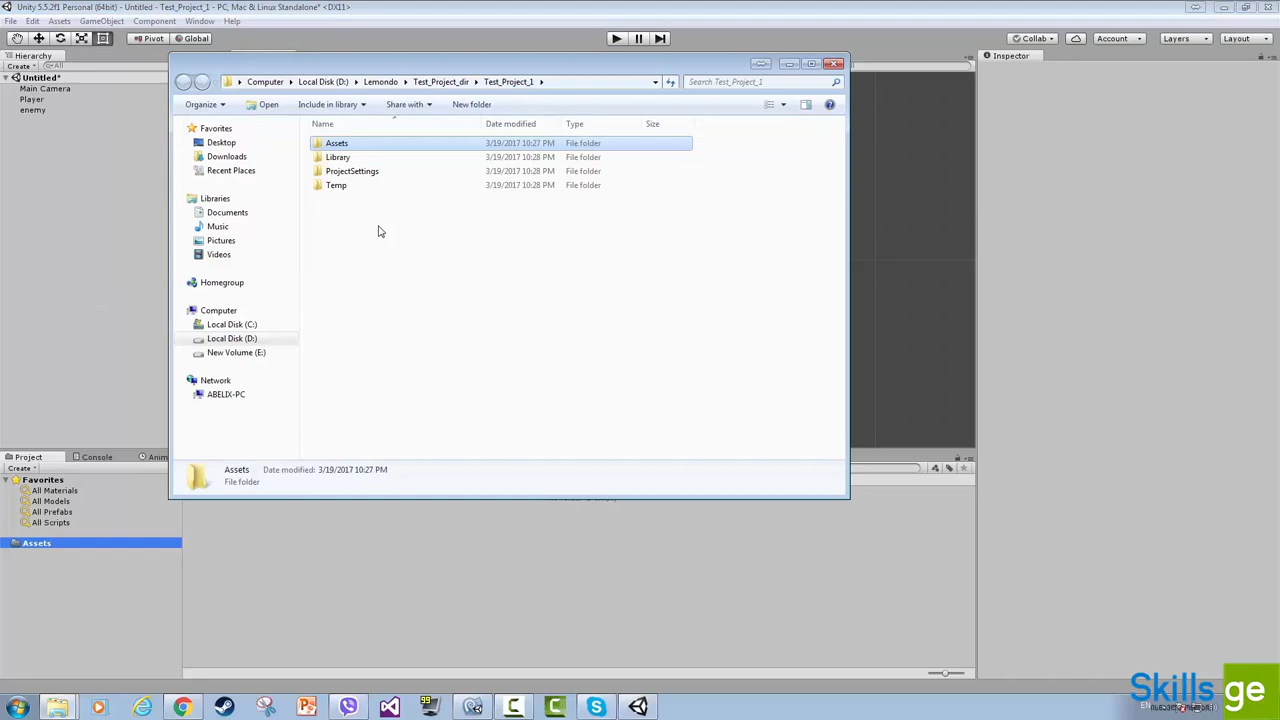 Unity 5.5.2f1 Personal (64bit) - Untitled - Test_Project_1 - PC, Mac & Linux Standalone* <DX11>
File Edit Assets GameObject Component Window Help
Pivot Global Collab Account Layers Layout
Hierarchy
Inspector
Create All
Untitled*
Main Camera
Player
enemy
Computer Local Disk (D:) Lemondo Test_Project_dir Test_Project_1
Search Test_Project_1
Organize Open Include in library Share with New folder
Name Date modified Type Size
Favorites
Desktop
Downloads
Recent Places
Libraries
Documents
Music
Pictures
Videos
Homegroup
Computer
Local Disk (C:)
Local Disk (D:)
New Volume (E:)
Network
ABELIX-PC
Assets 3/19/2017 10:27 PM File folder
Library 3/19/2017 10:28 PM File folder
ProjectSettings 3/19/2017 10:28 PM File folder
Temp 3/19/2017 10:28 PM File folder
Assets Date modified: 3/19/2017 10:27 PM
File folder
Project Console Anim
Create
Favorites
All Materials
All Models
All Prefabs
All Scripts
Assets
99
Skills ge